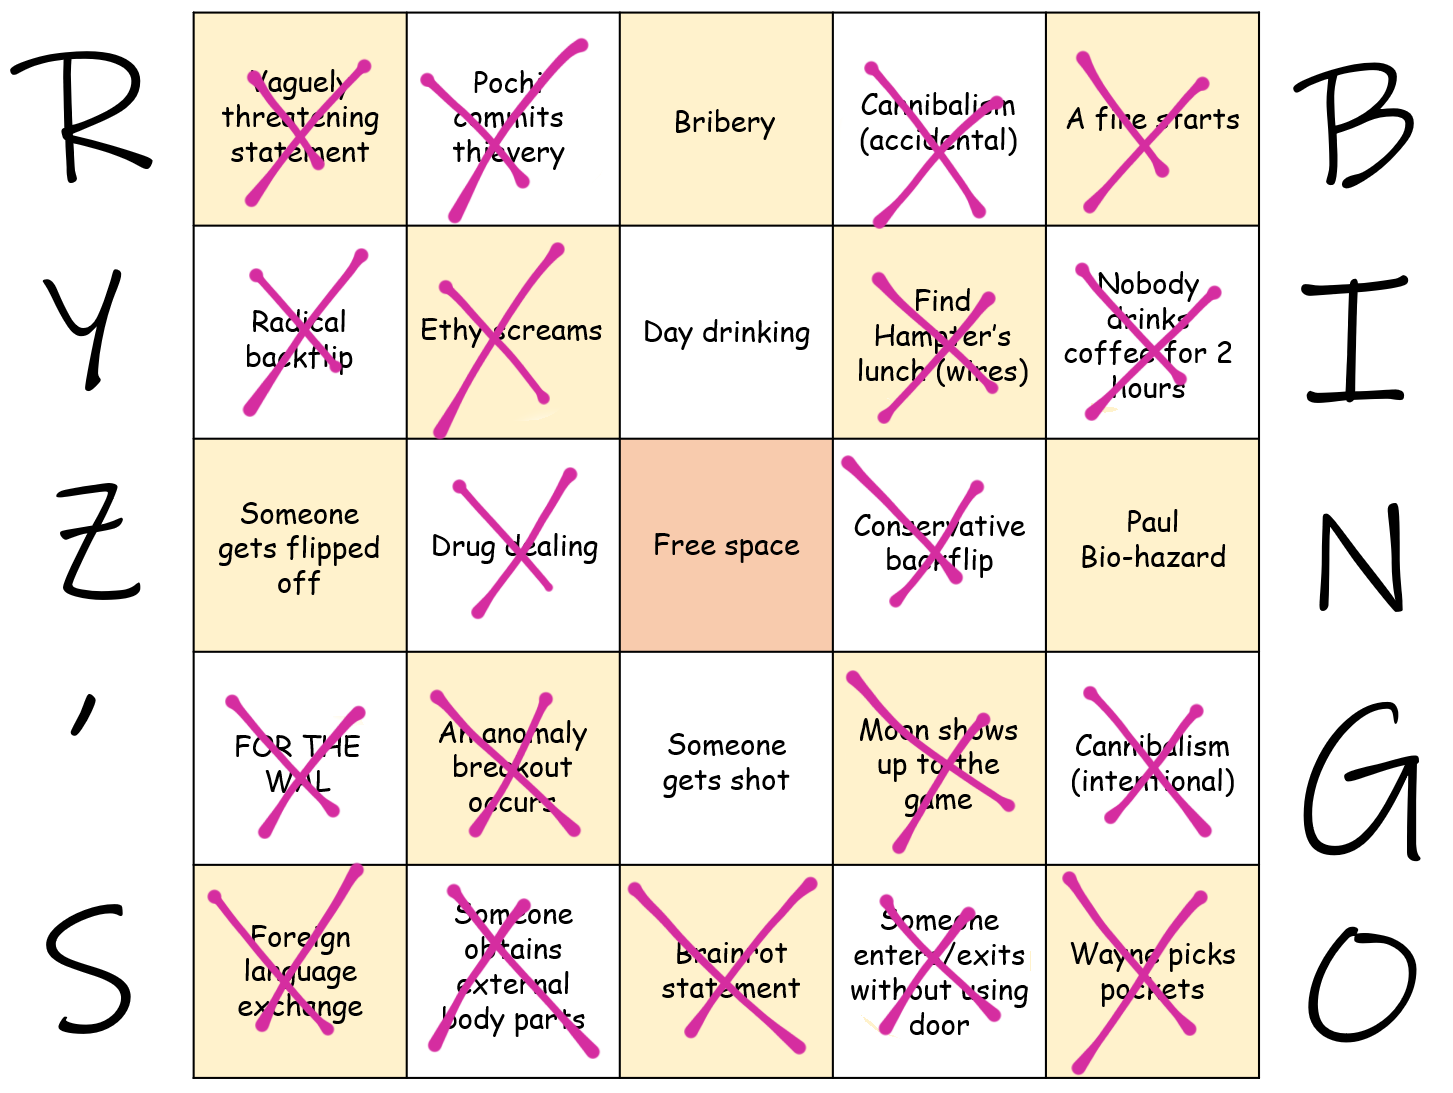 R
Y
Z
'
S
Vaguely
threatening
statement
Pochi
commits
thievery
Bribery
Cannibalism
(accidental)
A fire starts
Radical
backflip
Ethy screams
Day drinking
Find
Hampter's
lunch (wires)
Nobody
drinks
coffee for 2
hours
Someone
gets flipped
off
Drug dealing
Free space
Conservative
backflip
Paul
Bio-hazard
FOR THE
WAL
An anomaly
breakout
occurs
Someone
gets shot
Moon shows
up to the
game
Cannibalism
(intentional)
Foreign
language
exchange
Someone
obtains
external
body parts
Brainrot
statement
Someone
enters/exits
without using
door
Wayne picks
pockets
B
I
N
G
O